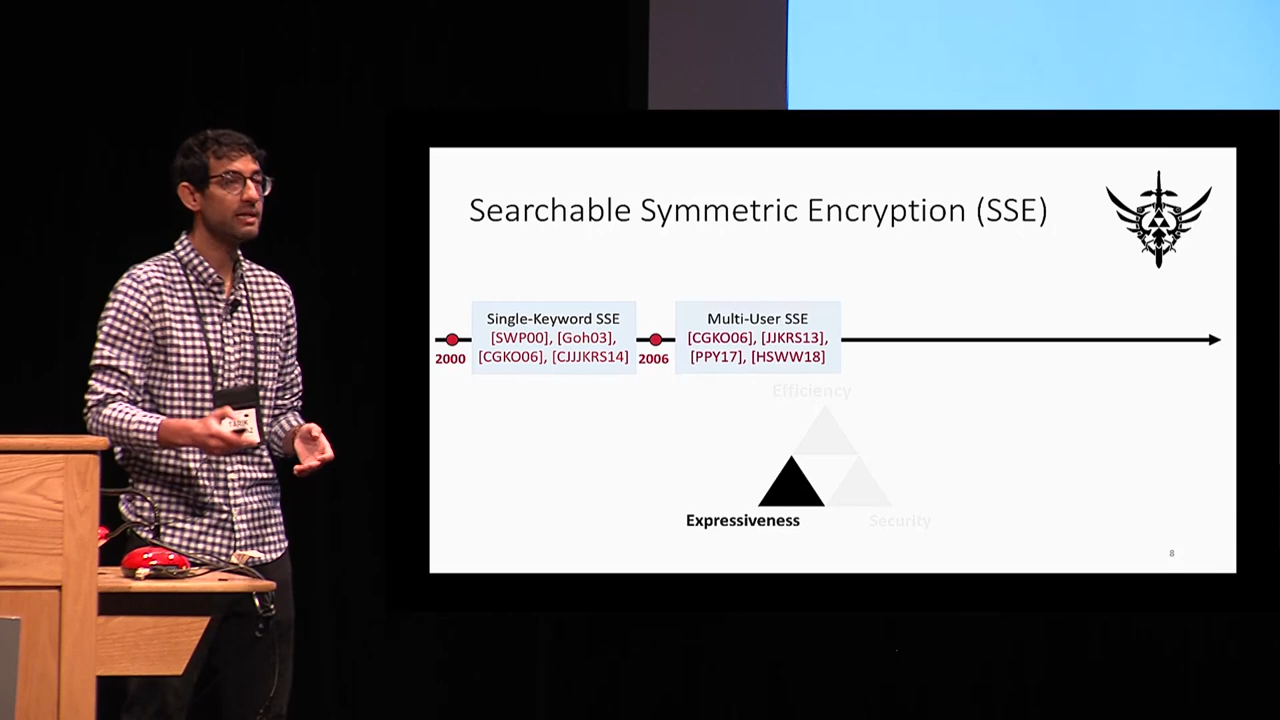 Searchable Symmetric Encryption (SSE)
Single-Keyword SSE
[SWP00], [Goh03],
[CGKO06], [CJJJKRS14]
2000
Multi-User SSE
[CGKO06], [JJKRS13],
[PPY17], [HSWW18]
2006
Efficiency
Expressiveness
Security
8
TARIK